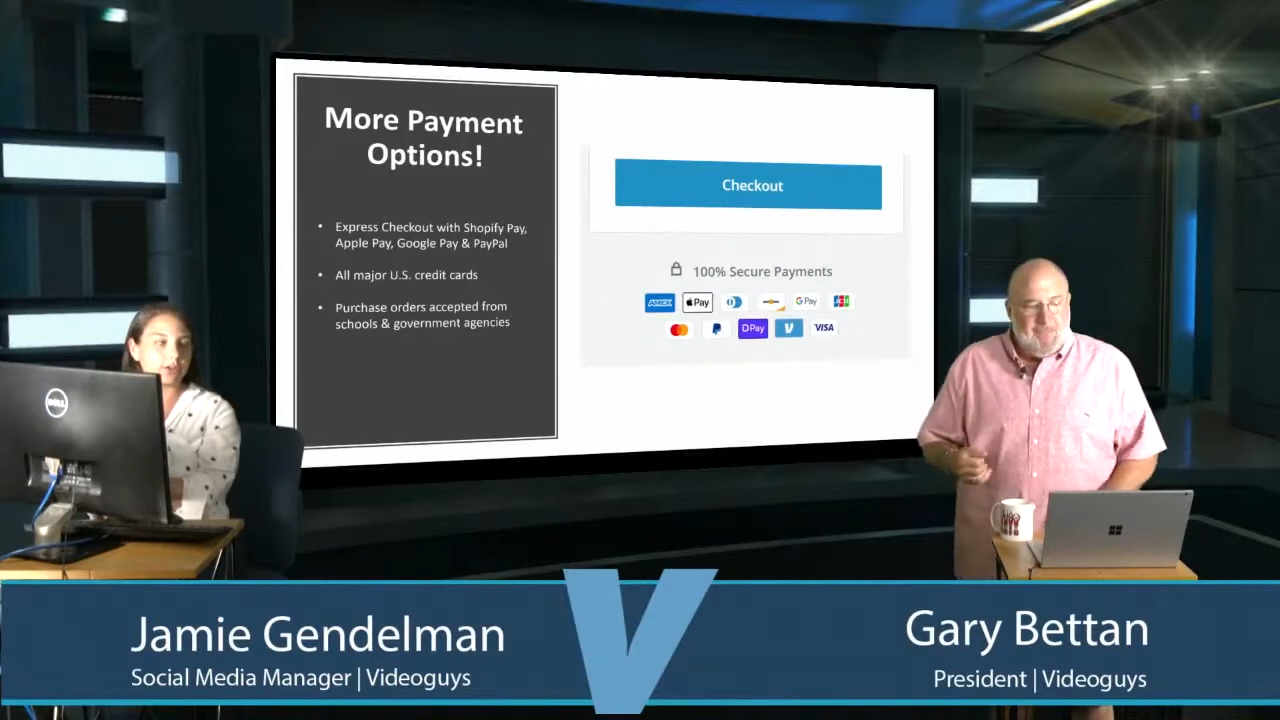 More Payment
Options!
• Express Checkout with Shopify Pay,
Apple Pay, Google Pay & PayPal
• All major U.S. credit cards
• Purchase orders accepted from
schools & government agencies
Checkout
100% Secure Payments
AMEX Pay G Pay JCB
DPay V VISA
DELL
V
Jamie Gendelman
Social Media Manager | Videoguys
Gary Bettan
President | Videoguys